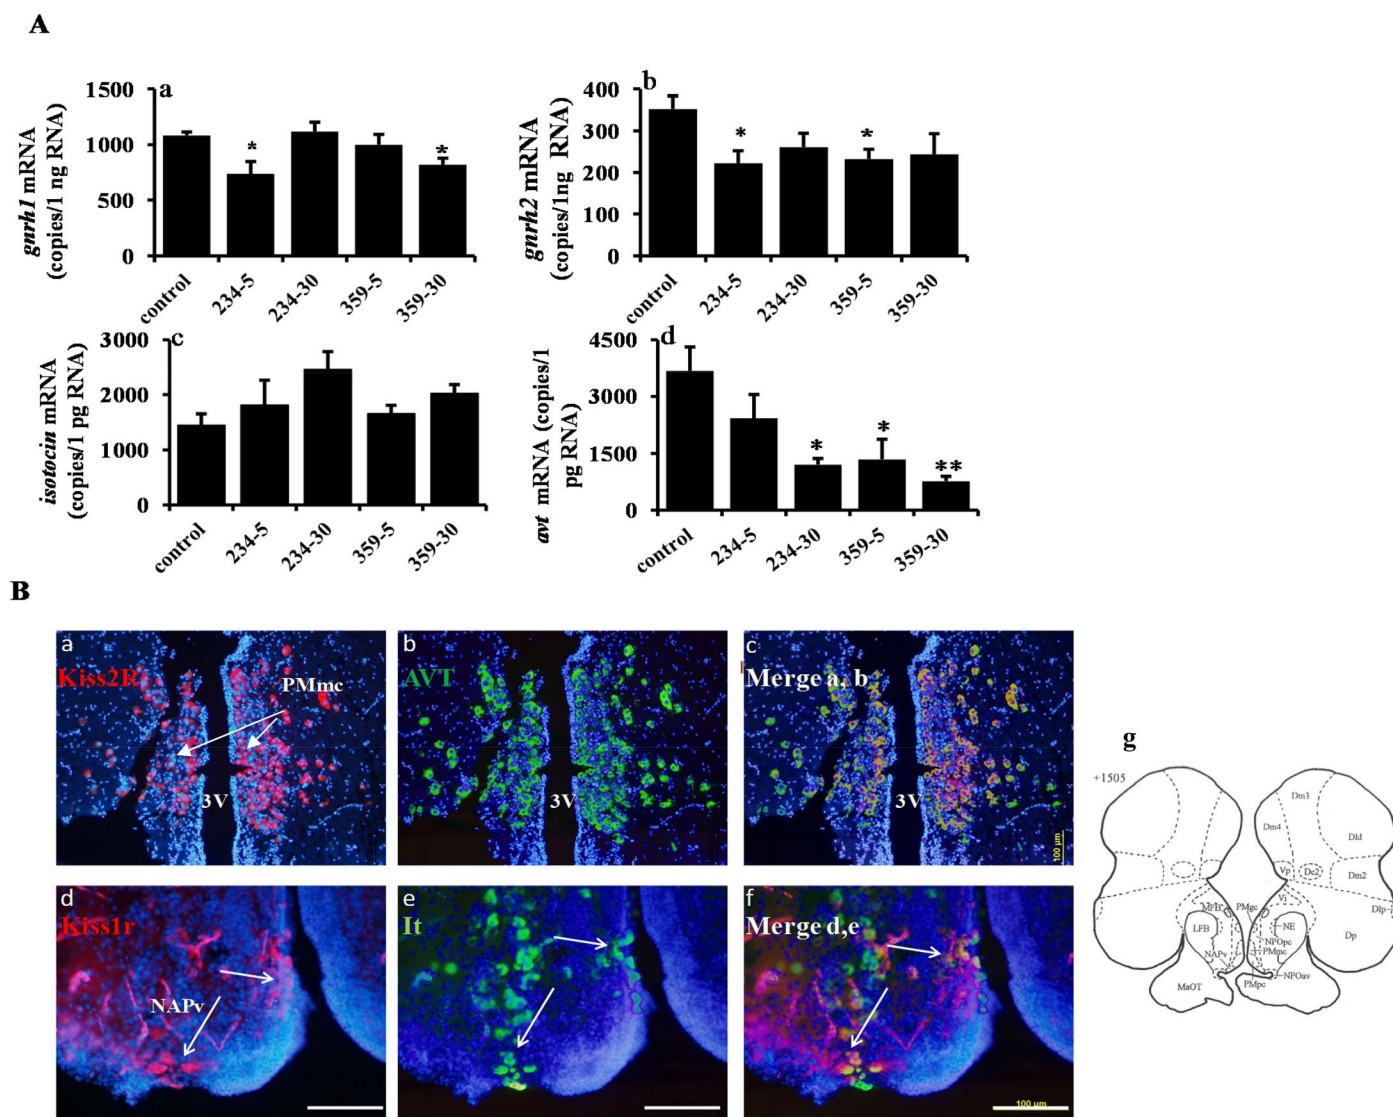 A
a
gnrh1 mRNA
(copies/1 ng RNA)
1500
1000
500
0
*
*
control
234-5
234-30
359-5
359-30
b
gnrh2 mRNA
(copies/1ng RNA)
400
300
200
100
0
*
*
control
234-5
234-30
359-5
359-30
c
isotocin mRNA
(copies/1 pg RNA)
3000
2000
1000
0
control
234-5
234-30
359-5
359-30
d
avt mRNA (copies/1
pg RNA)
4500
3000
1500
0
*
*
**
control
234-5
234-30
359-5
359-30
B
a
Kiss2R
PMmc
3V
b
AVT
c
Merge a, b
3V
100 μm
d
Kiss1r
NAPv
e
It
f
Merge d,e
100 μm
g
+1505
Dm3
Dm4
Dld
Vp
Dc2
Dm2
Vi
Dlp
MFB
PMgc
LFB
NE
Dp
NPOpc
PMmc
NAPv
NPOav
MaOT
PMpc